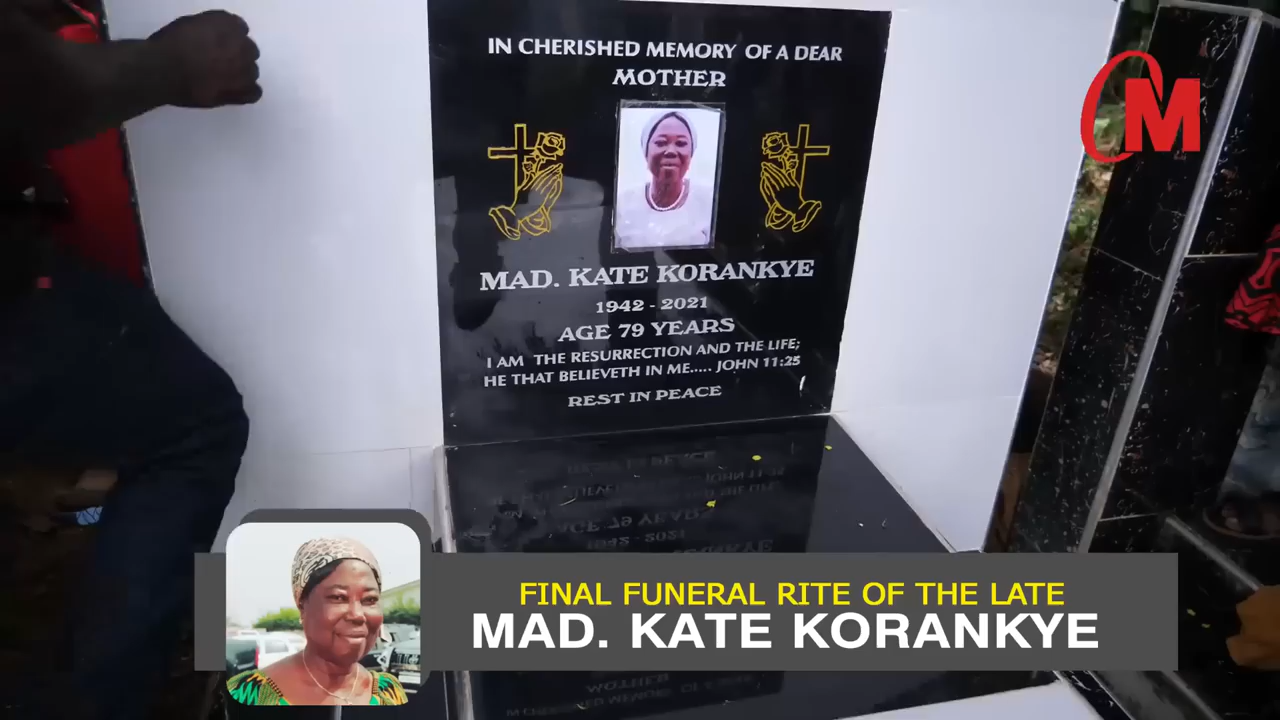 IN CHERISHED MEMORY OF A DEAR
MOTHER
MAD. KATE KORANKYE
1942 - 2021
AGE 79 YEARS
I AM THE RESURRECTION AND THE LIFE;
HE THAT BELIEVETH IN ME..... JOHN 11:25
REST IN PEACE
M
FINAL FUNERAL RITE OF THE LATE
MAD. KATE KORANKYE